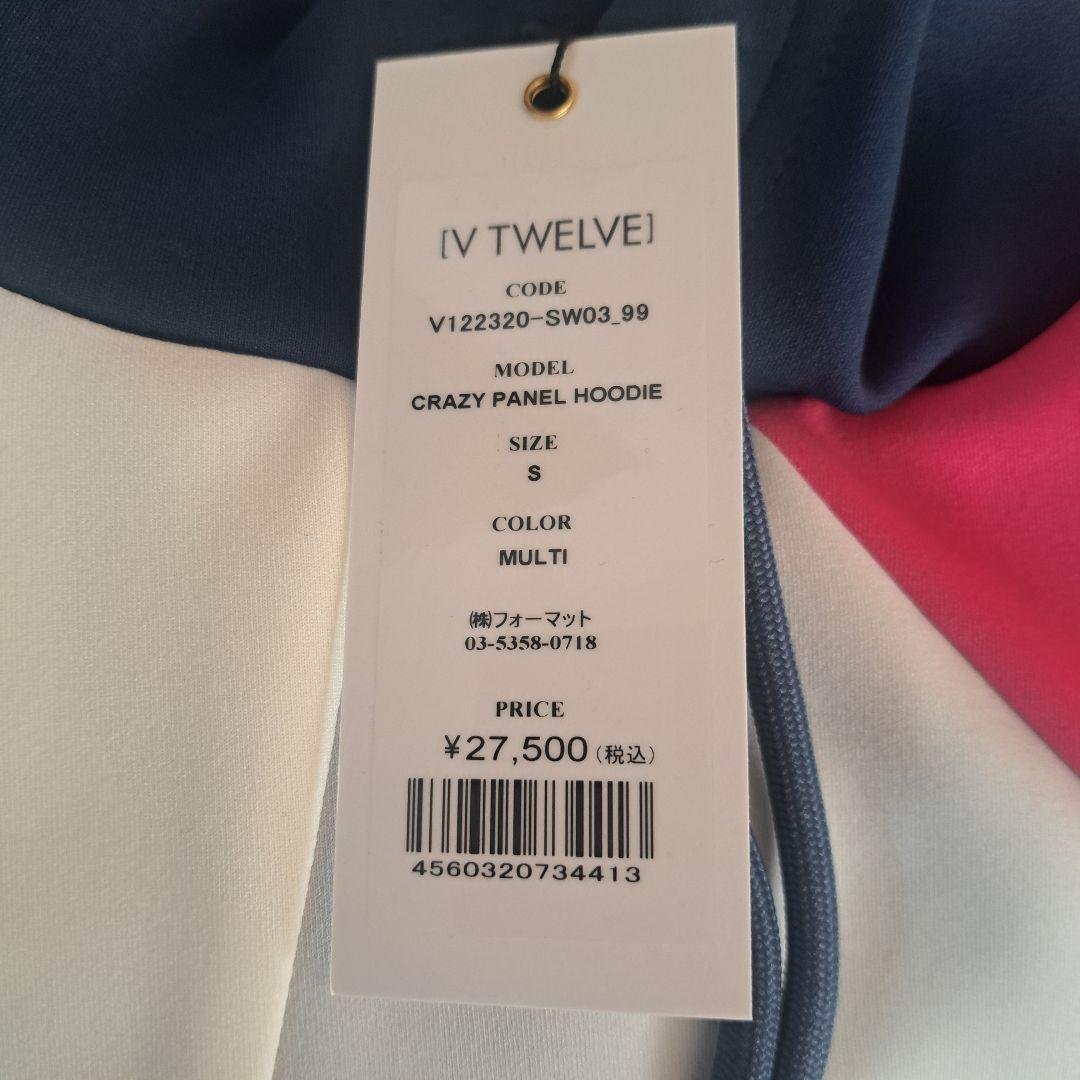 [V TWELVE]
CODE
V122320-SW03_99
MODEL
CRAZY PANEL HOODIE
SIZE
S
COLOR
MULTI
㈱フォーマット
03-5358-0718
PRICE
¥27,500(税込)
4560320734413